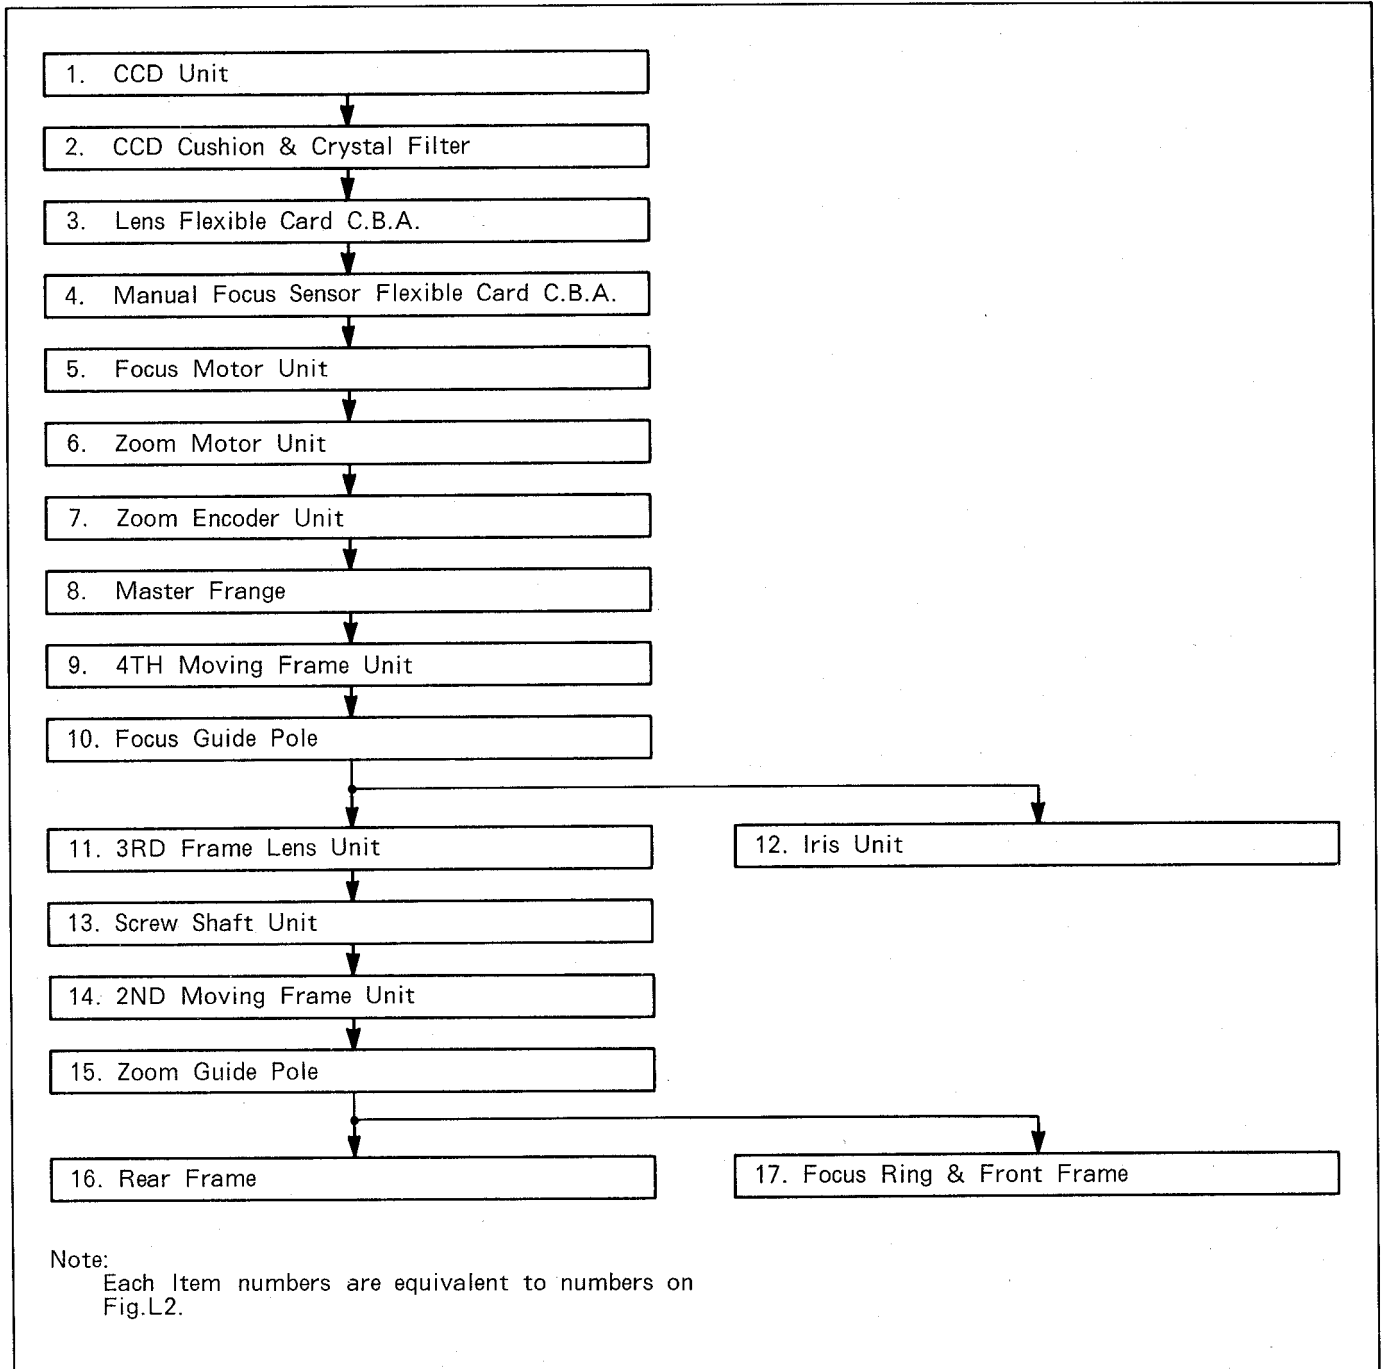 1. CCD Unit
2. CCD Cushion & Crystal Filter
3. Lens Flexible Card C.B.A.
4. Manual Focus Sensor Flexible Card C.B.A.
5. Focus Motor Unit
6. Zoom Motor Unit
7. Zoom Encoder Unit
8. Master Frange
9. 4TH Moving Frame Unit
10. Focus Guide Pole
11. 3RD Frame Lens Unit
12. Iris Unit
13. Screw Shaft Unit
14. 2ND Moving Frame Unit
15. Zoom Guide Pole
16. Rear Frame
17. Focus Ring & Front Frame
Note:
Each Item numbers are equivalent to numbers on
Fig.L2.